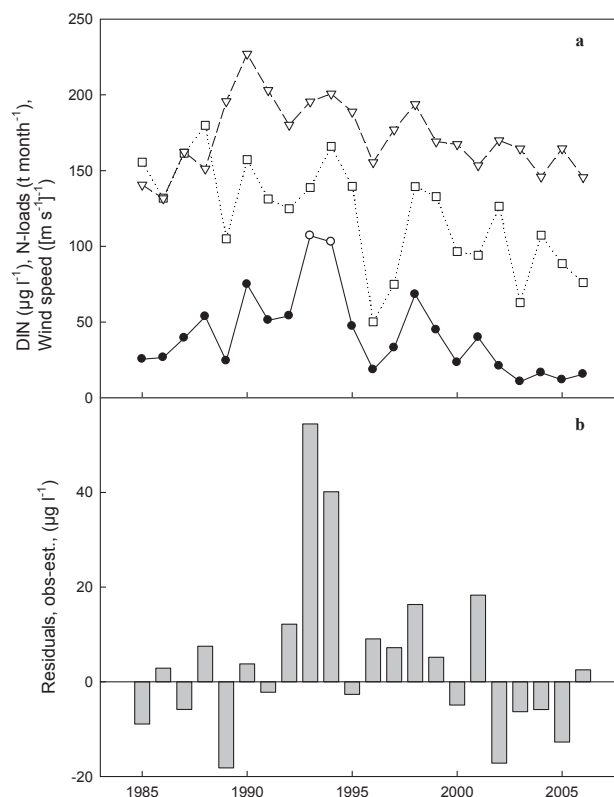 a
DIN (µg l⁻¹), N-loads (t month⁻¹),
Wind speed ([m s⁻¹]⁻¹)
250
200
150
100
50
0
b
Residuals, obs-est., (µg l⁻¹)
40
20
0
-20
1985 1990 1995 2000 2005